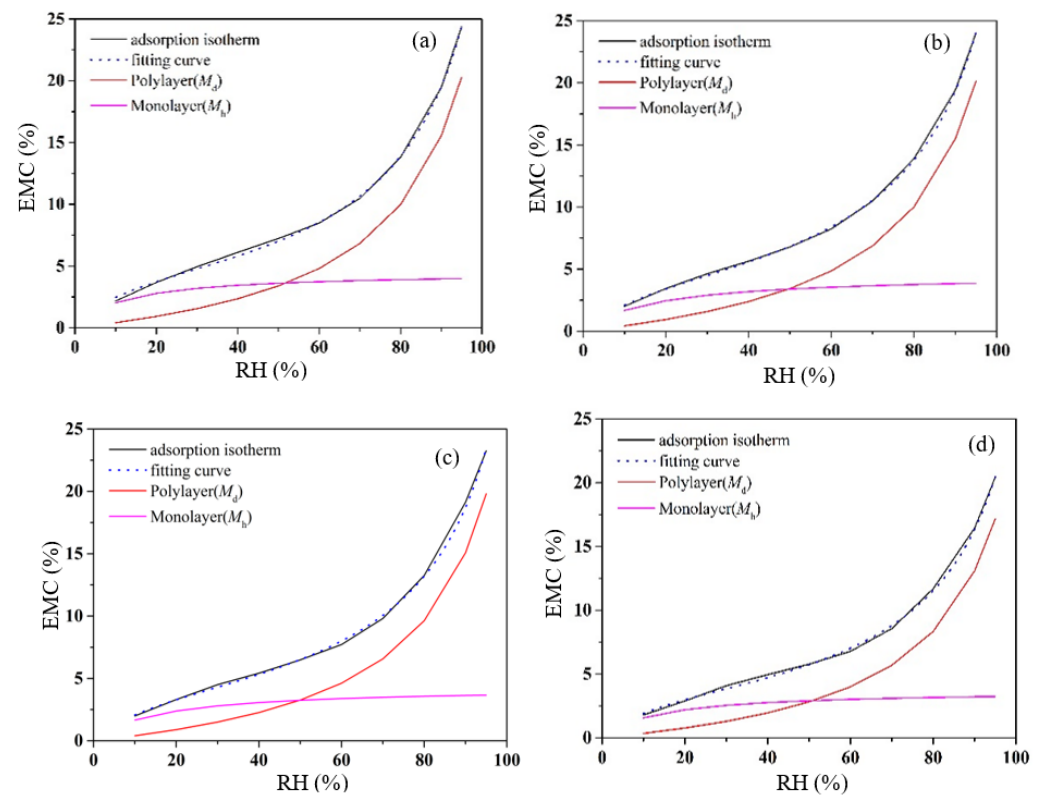 25
20
15
10
5
0
EMC (%)
adsorption isotherm
fitting curve
Polylayer(Md)
Monolayer(Mh)
(a)
0 20 40 60 80 100
RH (%)
25
20
15
10
5
0
EMC (%)
adsorption isotherm
fitting curve
Polylayer(Md)
Monolayer(Mh)
(b)
0 20 40 60 80 100
RH (%)
25
20
15
10
5
0
EMC (%)
adsorption isotherm
fitting curve
Polylayer(Md)
Monolayer(Mh)
(c)
0 20 40 60 80 100
RH (%)
25
20
15
10
5
0
EMC (%)
adsorption isotherm
fitting curve
Polylayer(Md)
Monolayer(Mh)
(d)
0 20 40 60 80 100
RH (%)